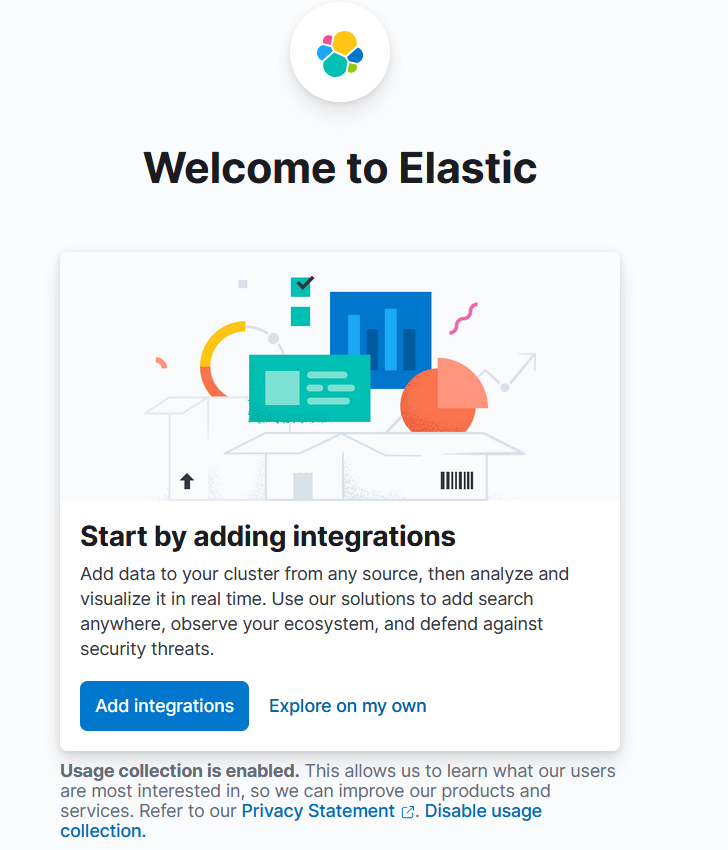 Welcome to Elastic
Start by adding integrations
Add data to your cluster from any source, then analyze and
visualize it in real time. Use our solutions to add search
anywhere, observe your ecosystem, and defend against
security threats.
Add integrations
Explore on my own
Usage collection is enabled. This allows us to learn what our users
are most interested in, so we can improve our products and
services. Refer to our Privacy Statement. Disable usage
collection.